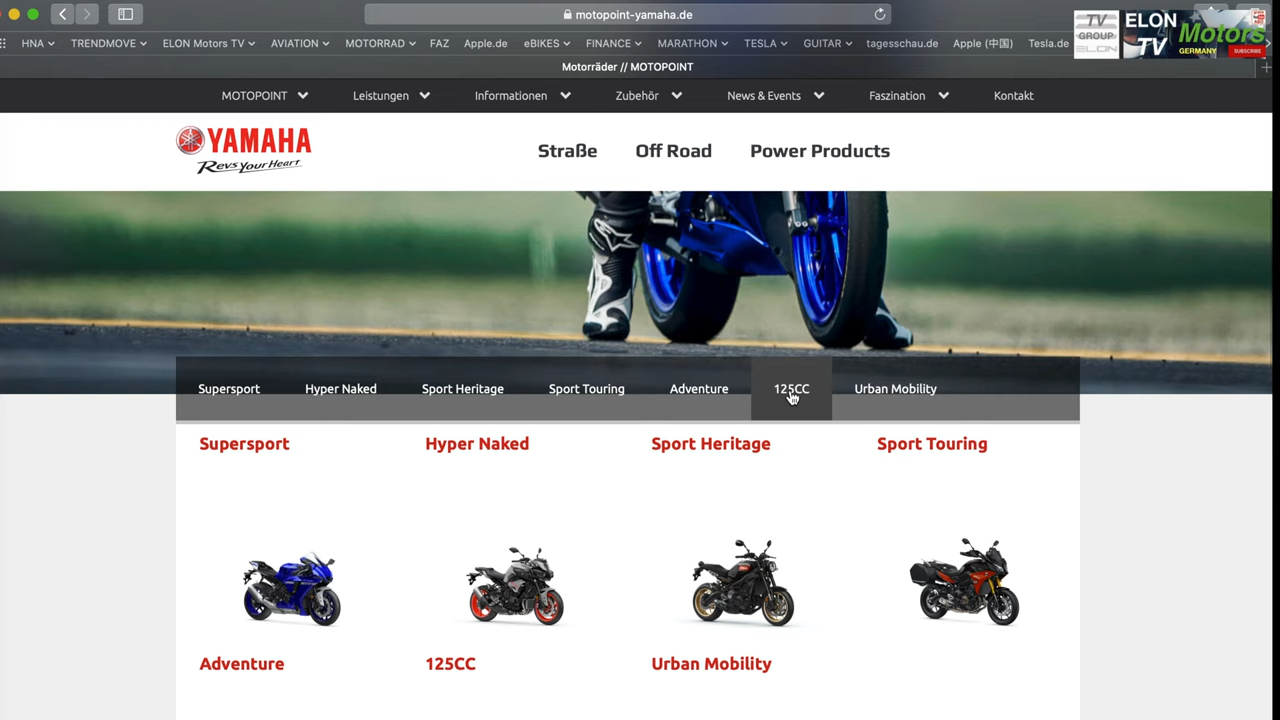 motopoint-yamaha.de
TV
GROUP
ELON
ELON
TV
Motors
GERMANY
SUBSCRIBE
HNA
TRENDMOVE
ELON Motors TV
AVIATION
MOTORRAD
FAZ
Apple.de
eBIKES
FINANCE
MARATHON
TESLA
GUITAR
tagesschau.de
Apple (中国)
Tesla.de
Motorräder // MOTOPOINT
MOTOPOINT
Leistungen
Informationen
Zubehör
News & Events
Faszination
Kontakt
YAMAHA
Revs Your Heart
Straße
Off Road
Power Products
Supersport
Hyper Naked
Sport Heritage
Sport Touring
Adventure
125CC
Urban Mobility
Supersport
Hyper Naked
Sport Heritage
Sport Touring
Adventure
125CC
Urban Mobility